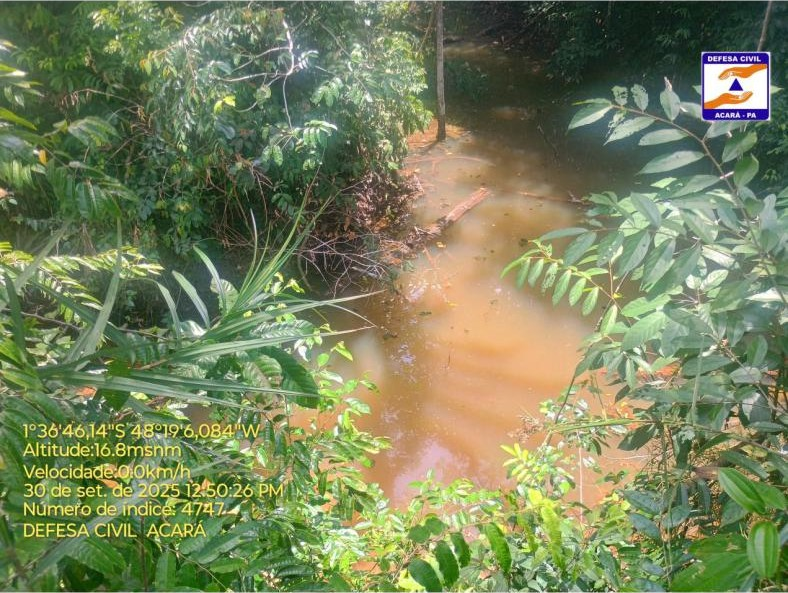 DEFESA CIVIL
ACARÁ - PA
1°36'46,14"S 48°19'6,084"W
Altitude:16.8msnm
Velocidade:0.0km/h
30 de set. de 2025 12:50:26 PM
Número de índice: 4747
DEFESA CIVIL ACARÁ